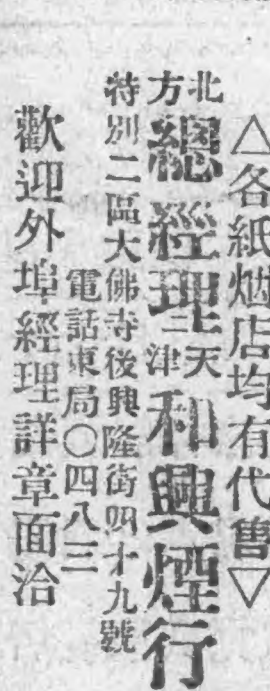 △各紙烟店均有代售▽
北方總經理天津和興煙行
特別二區大佛寺後興隆街四十九號
電話東局〇四八三
歡迎外埠經理詳章面洽